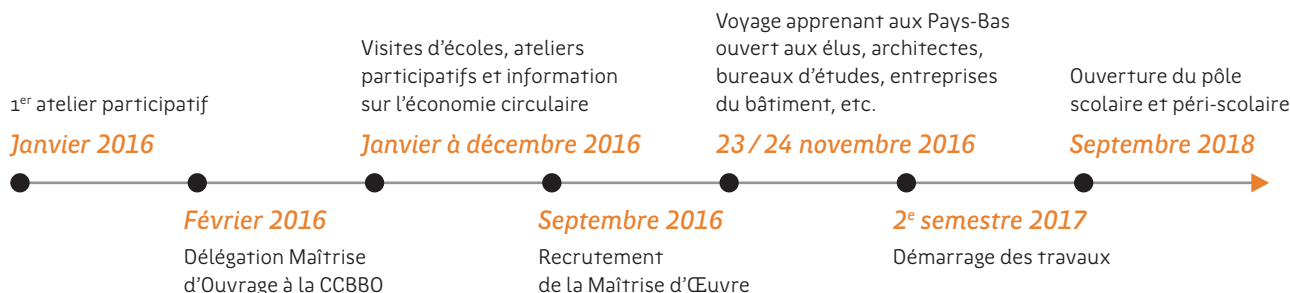 1er atelier participatif
Janvier 2016
Février 2016
Délégation Maîtrise
d'Ouvrage à la CCBBO
Visites d'écoles, ateliers
participatifs et information
sur l'économie circulaire
Janvier à décembre 2016
Septembre 2016
Recrutement
de la Maîtrise d'Œuvre
Voyage apprenant aux Pays-Bas
ouvert aux élus, architectes,
bureaux d'études, entreprises
du bâtiment, etc.
23 / 24 novembre 2016
2e semestre 2017
Démarrage des travaux
Ouverture du pôle
scolaire et péri-scolaire
Septembre 2018